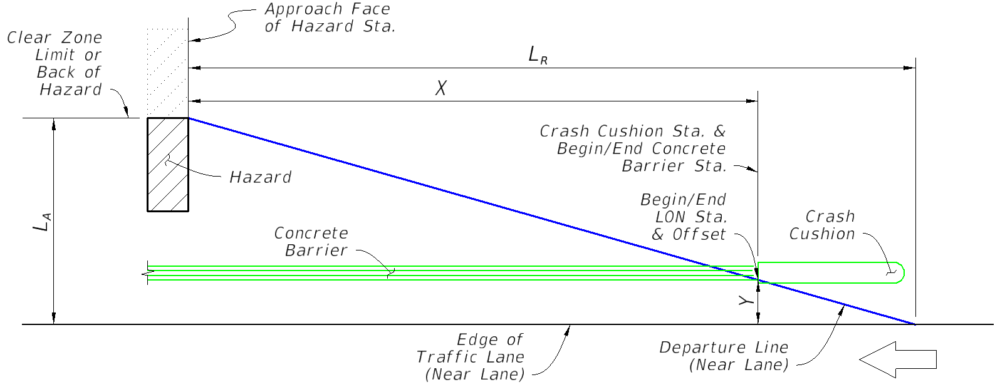 Approach Face
of Hazard Sta.
Clear Zone
Limit or
Back of
Hazard
LR
X
Crash Cushion Sta. &
Begin/End Concrete
Barrier Sta.
Hazard
Begin/End
LON Sta.
& Offset
Crash
Cushion
LA
Concrete
Barrier
Y
Edge of
Traffic Lane
(Near Lane)
Departure Line
(Near Lane)